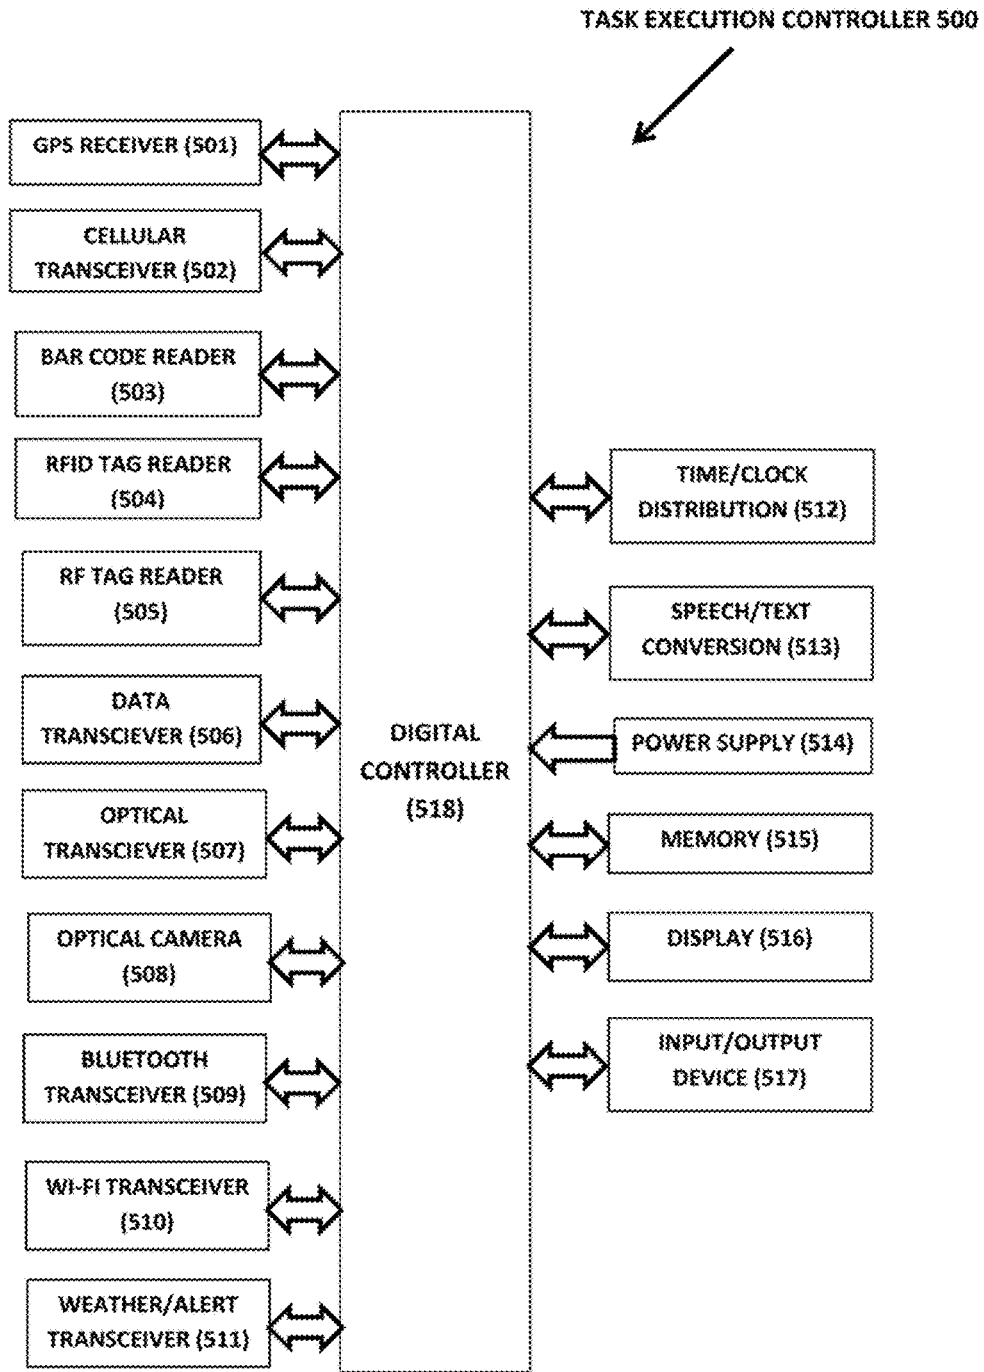 TASK EXECUTION CONTROLLER 500
GPS RECEIVER (501)
CELLULAR
TRANSCEIVER (502)
BAR CODE READER
(503)
RFID TAG READER
(504)
RF TAG READER
(505)
DATA
TRANSCIEVER (506)
OPTICAL
TRANSCIEVER (507)
OPTICAL CAMERA
(508)
BLUETOOTH
TRANSCEIVER (509)
WI-FI TRANSCEIVER
(510)
WEATHER/ALERT
TRANSCEIVER (511)
DIGITAL
CONTROLLER
(518)
TIME/CLOCK
DISTRIBUTION (512)
SPEECH/TEXT
CONVERSION (513)
POWER SUPPLY (514)
MEMORY (515)
DISPLAY (516)
INPUT/OUTPUT
DEVICE (517)